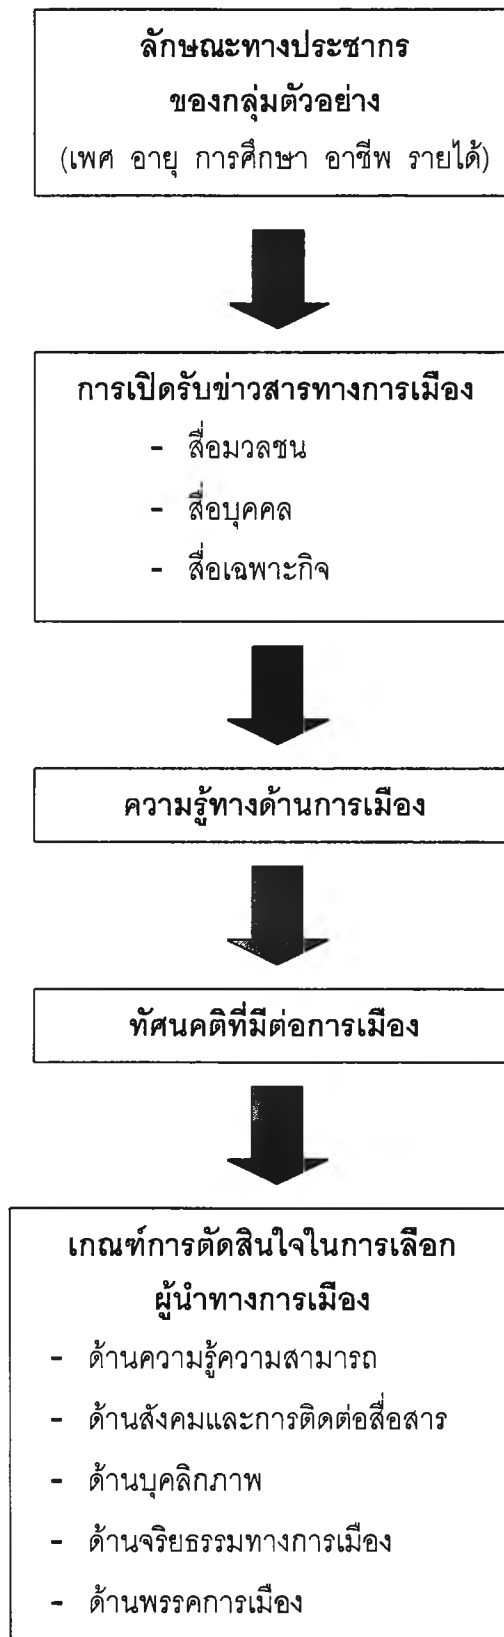 ลักษณะทางประชากร
ของกลุ่มตัวอย่าง
(เพศ อายุ การศึกษา อาชีพ รายได้)
การเปิดรับข่าวสารทางการเมือง
- สื่อมวลชน
- สื่อบุคคล
- สื่อเฉพาะกิจ
ความรู้ทางด้านการเมือง
ทัศนคติที่มีต่อการเมือง
เกณฑ์การตัดสินใจในการเลือก
ผู้นำทางการเมือง
- ด้านความรู้ความสามารถ
- ด้านสังคมและการติดต่อสื่อสาร
- ด้านบุคลิกภาพ
- ด้านจริยธรรมทางการเมือง
- ด้านพรรคการเมือง